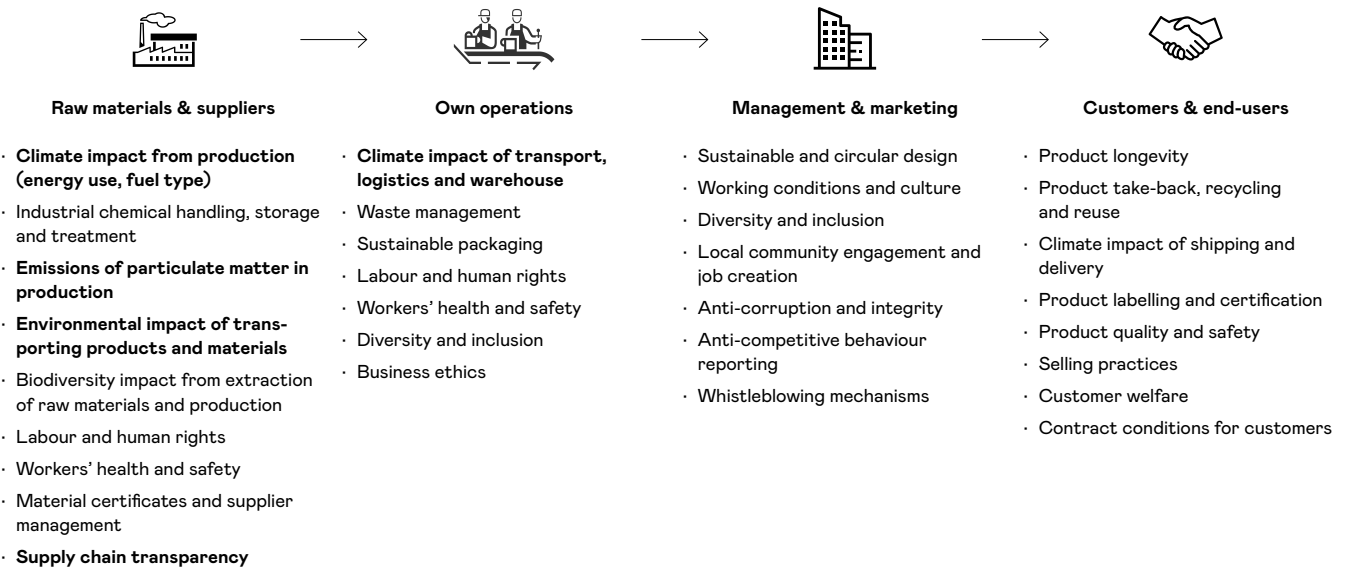 Raw materials & suppliers
· Climate impact from production
(energy use, fuel type)
· Industrial chemical handling, storage
and treatment
· Emissions of particulate matter in
production
· Environmental impact of trans-
porting products and materials
· Biodiversity impact from extraction
of raw materials and production
· Labour and human rights
· Workers’ health and safety
· Material certificates and supplier
management
· Supply chain transparency
Own operations
· Climate impact of transport,
logistics and warehouse
· Waste management
· Sustainable packaging
· Labour and human rights
· Workers’ health and safety
· Diversity and inclusion
· Business ethics
Management & marketing
· Sustainable and circular design
· Working conditions and culture
· Diversity and inclusion
· Local community engagement and
job creation
· Anti-corruption and integrity
· Anti-competitive behaviour
reporting
· Whistleblowing mechanisms
Customers & end-users
· Product longevity
· Product take-back, recycling
and reuse
· Climate impact of shipping and
delivery
· Product labelling and certification
· Product quality and safety
· Selling practices
· Customer welfare
· Contract conditions for customers